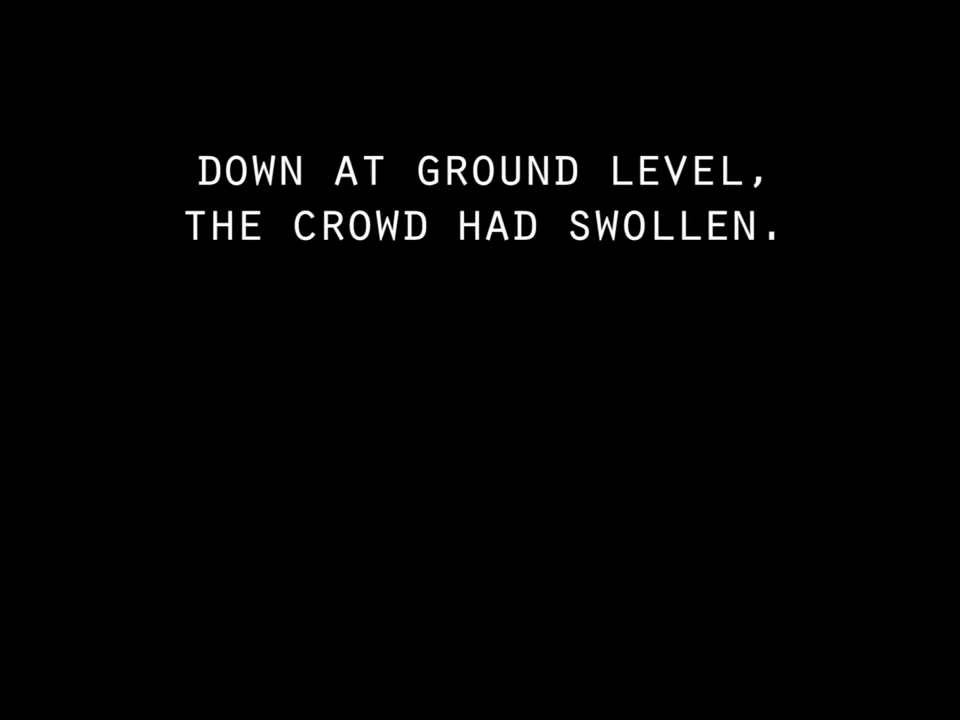 DOWN AT GROUND LEVEL,
THE CROWD HAD SWOLLEN.